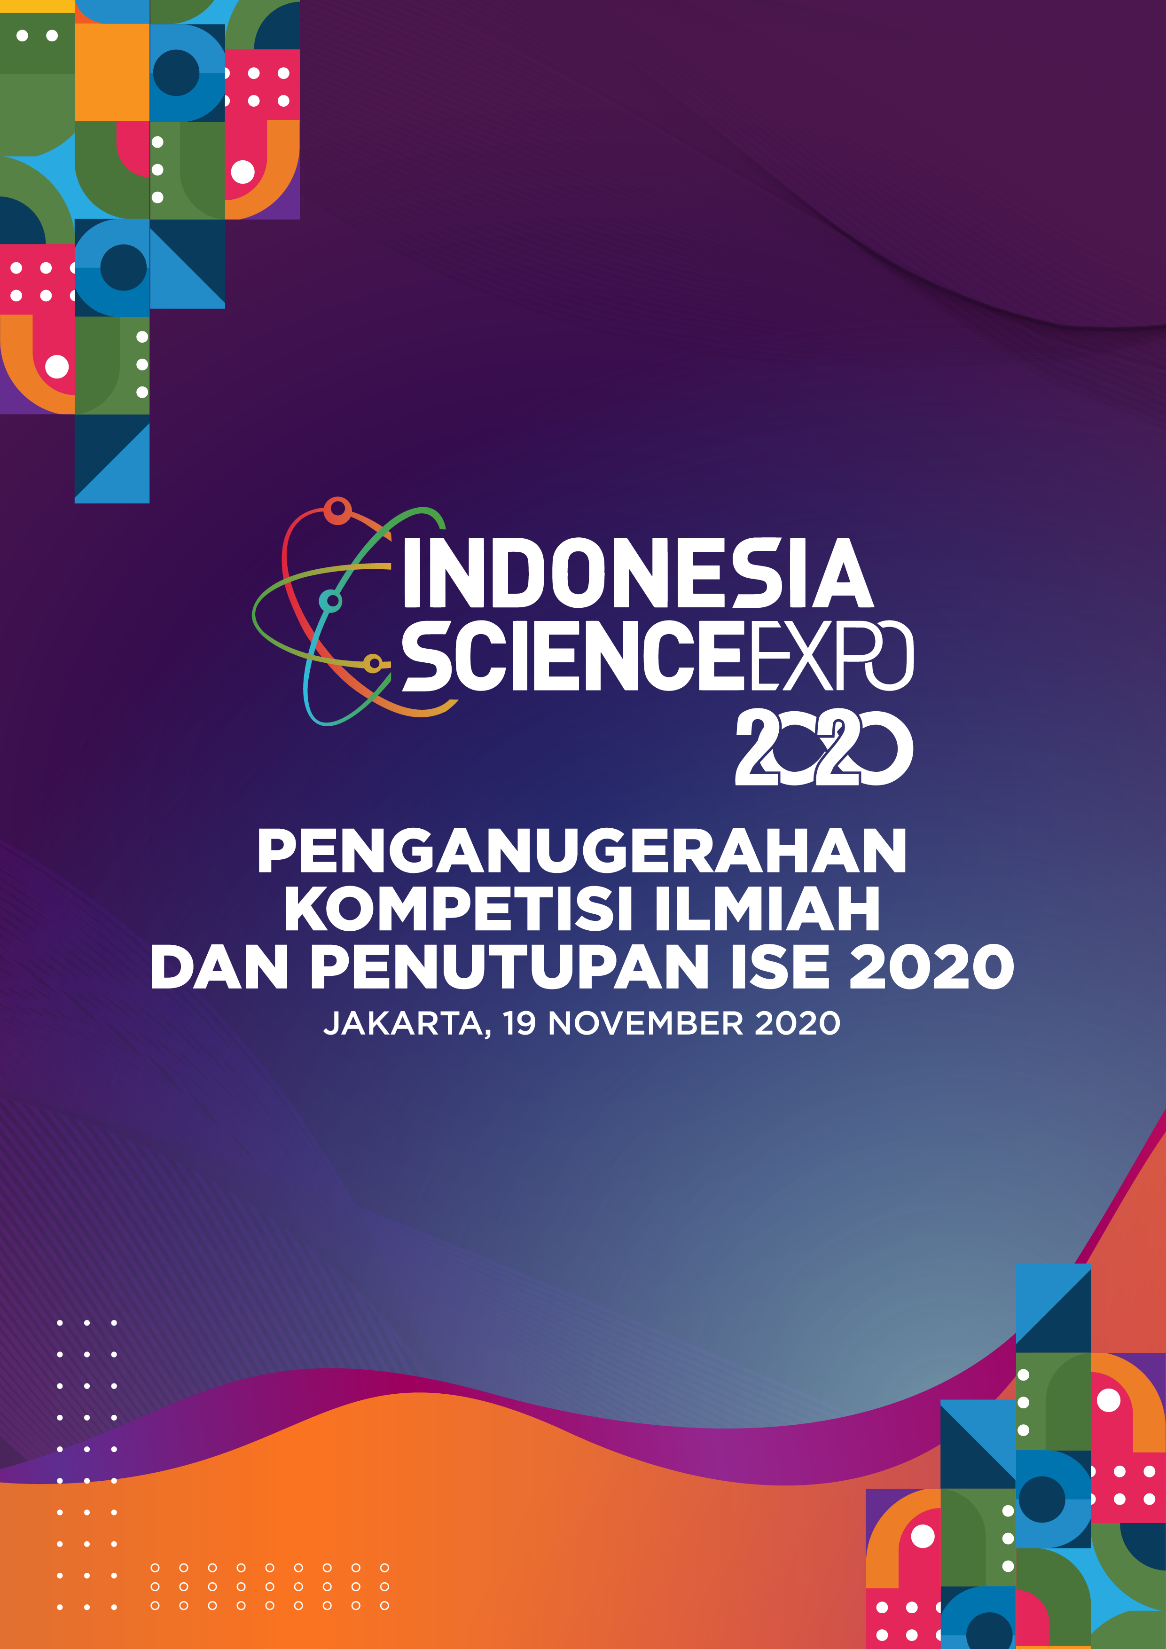 INDONESIA
SCIENCEEXPO
2020
PENGANUGERAHAN
KOMPETISI ILMIAH
DAN PENUTUPAN ISE 2020
JAKARTA, 19 NOVEMBER 2020